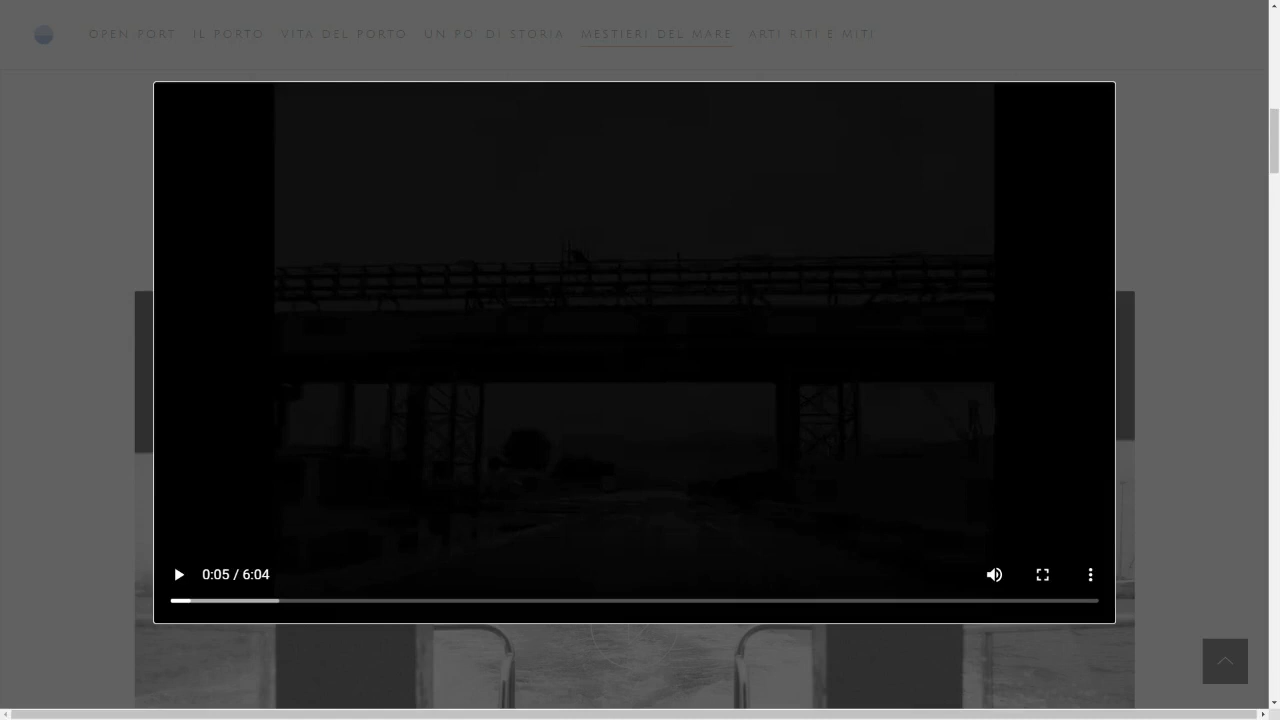 OPEN PORT IL PORTO VITA DEL PORTO UN PO' DI STORIA MESTIERI DEL MARE ARTI RITI E MITI
0:05 / 6:04